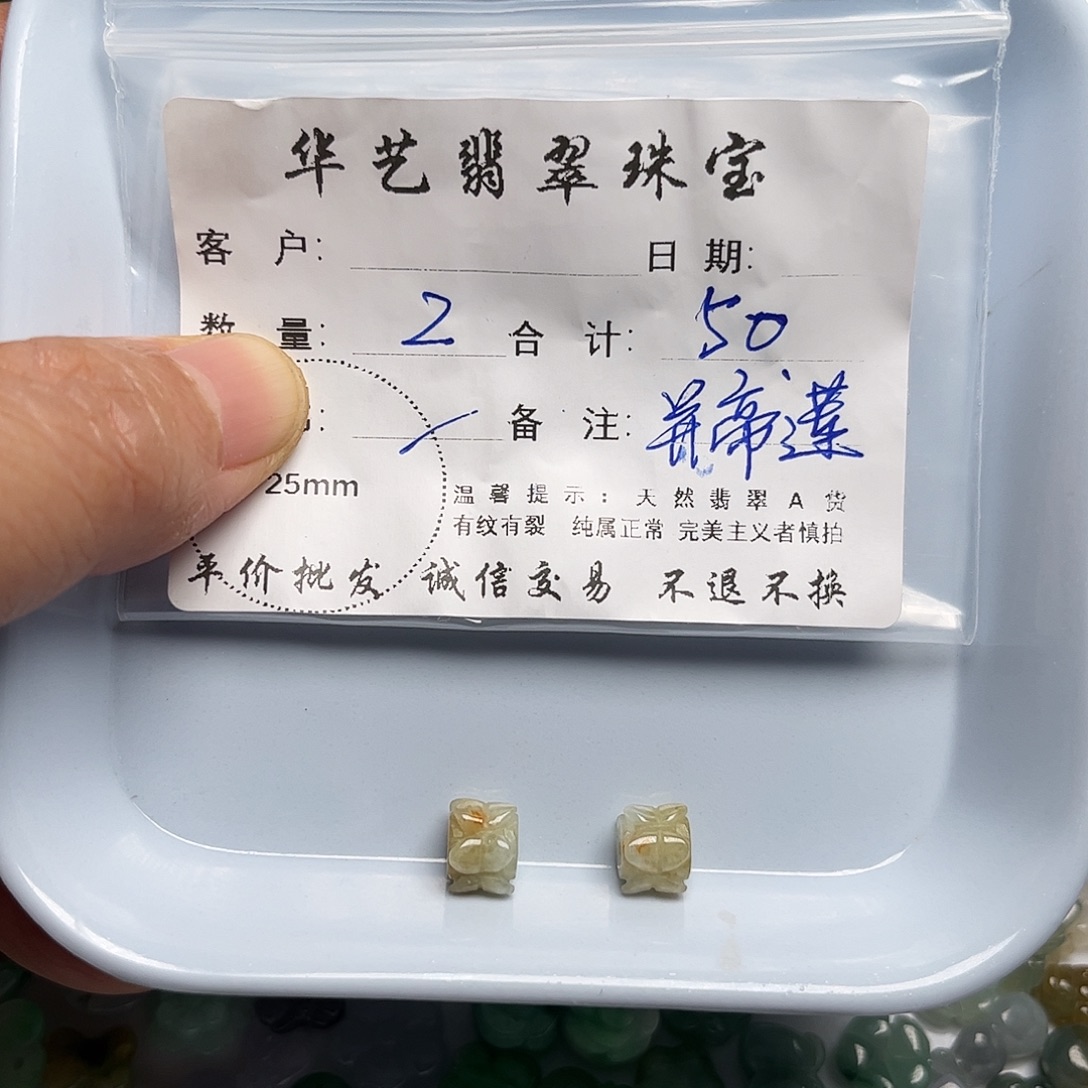 华艺翡翠珠宝
客 户: 日 期:
数 量: 2 合 计: 50
备 注: 并帝莲
25mm
温馨提示: 天然翡翠A货
有纹有裂 纯属正常 完美主义者慎拍
平价批发 诚信交易 不退不换